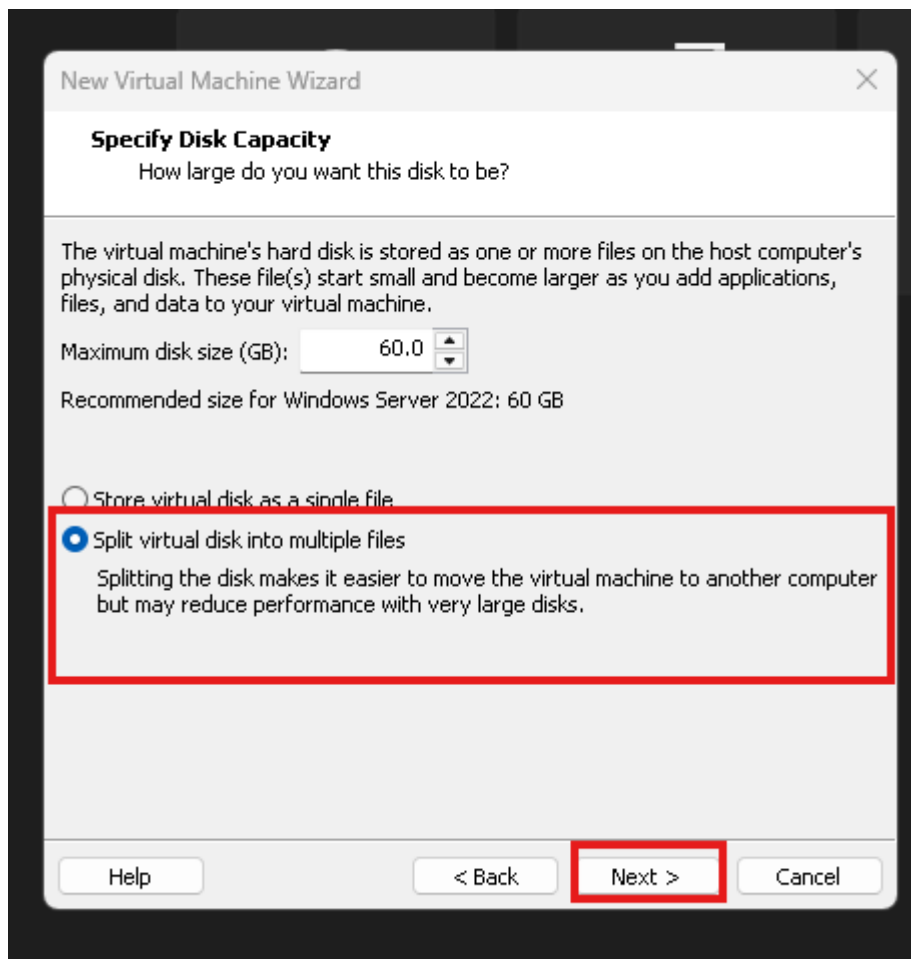 New Virtual Machine Wizard
Specify Disk Capacity
How large do you want this disk to be?
The virtual machine's hard disk is stored as one or more files on the host computer's
physical disk. These file(s) start small and become larger as you add applications,
files, and data to your virtual machine.
Maximum disk size (GB): 60.0
Recommended size for Windows Server 2022: 60 GB
Store virtual disk as a single file
Split virtual disk into multiple files
Splitting the disk makes it easier to move the virtual machine to another computer
but may reduce performance with very large disks.
Help < Back Next > Cancel